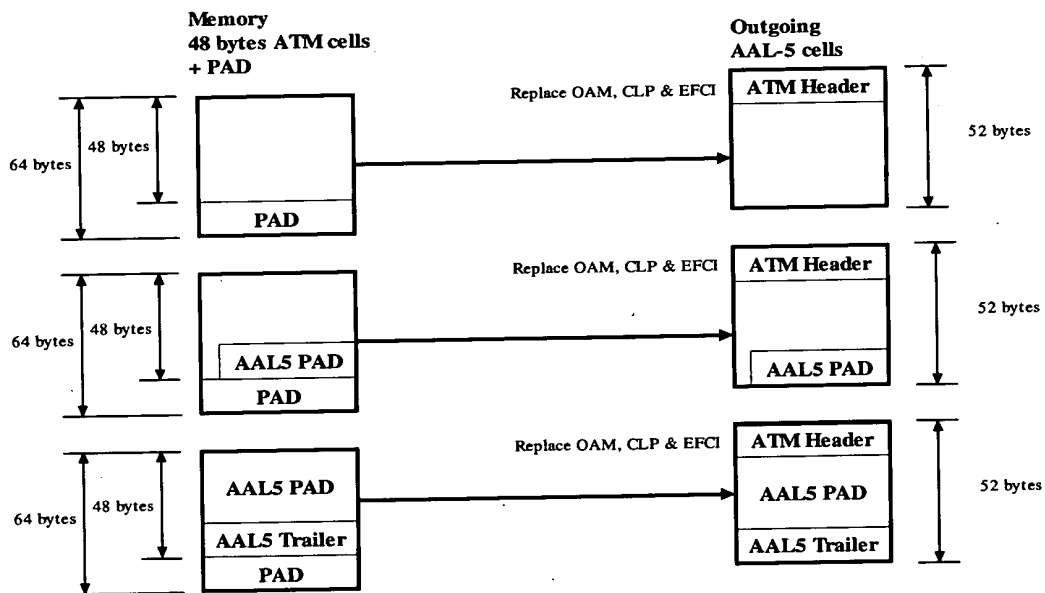 Memory
48 bytes ATM cells
+ PAD
Outgoing
AAL-5 cells
Replace OAM, CLP & EFCI
ATM Header
64 bytes
48 bytes
52 bytes
PAD
Replace OAM, CLP & EFCI
ATM Header
64 bytes
48 bytes
52 bytes
AAL5 PAD
AAL5 PAD
PAD
Replace OAM, CLP & EFCI
ATM Header
64 bytes
48 bytes
AAL5 PAD
AAL5 PAD
52 bytes
AAL5 Trailer
AAL5 Trailer
PAD